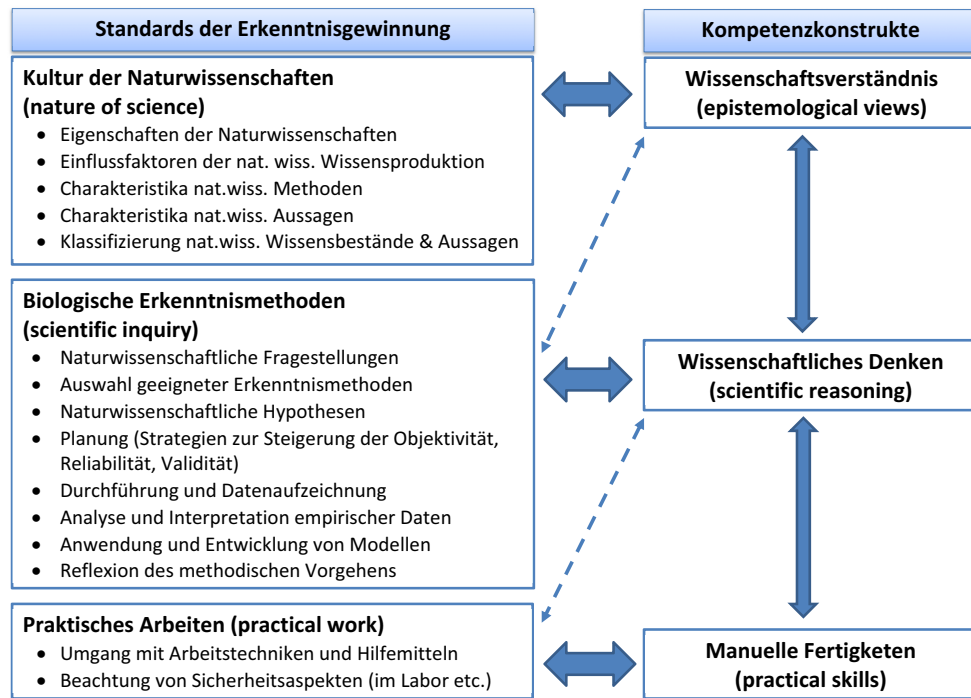 Standards der Erkenntnisgewinnung
Kultur der Naturwissenschaften
(nature of science)
• Eigenschaften der Naturwissenschaften
• Einflussfaktoren der nat. wiss. Wissensproduktion
• Charakteristika nat.wiss. Methoden
• Charakteristika nat.wiss. Aussagen
• Klassifizierung nat.wiss. Wissensbestände & Aussagen
Biologische Erkenntnismethoden
(scientific inquiry)
• Naturwissenschaftliche Fragestellungen
• Auswahl geeigneter Erkenntnismethoden
• Naturwissenschaftliche Hypothesen
• Planung (Strategien zur Steigerung der Objektivität,
Reliabilität, Validität)
• Durchführung und Datenaufzeichnung
• Analyse und Interpretation empirischer Daten
• Anwendung und Entwicklung von Modellen
• Reflexion des methodischen Vorgehens
Praktisches Arbeiten (practical work)
• Umgang mit Arbeitstechniken und Hilfemitteln
• Beachtung von Sicherheitsaspekten (im Labor etc.)
Kompetenzkonstrukte
Wissenschaftsverständnis
(epistemological views)
Wissenschaftliches Denken
(scientific reasoning)
Manuelle Fertigketen
(practical skills)